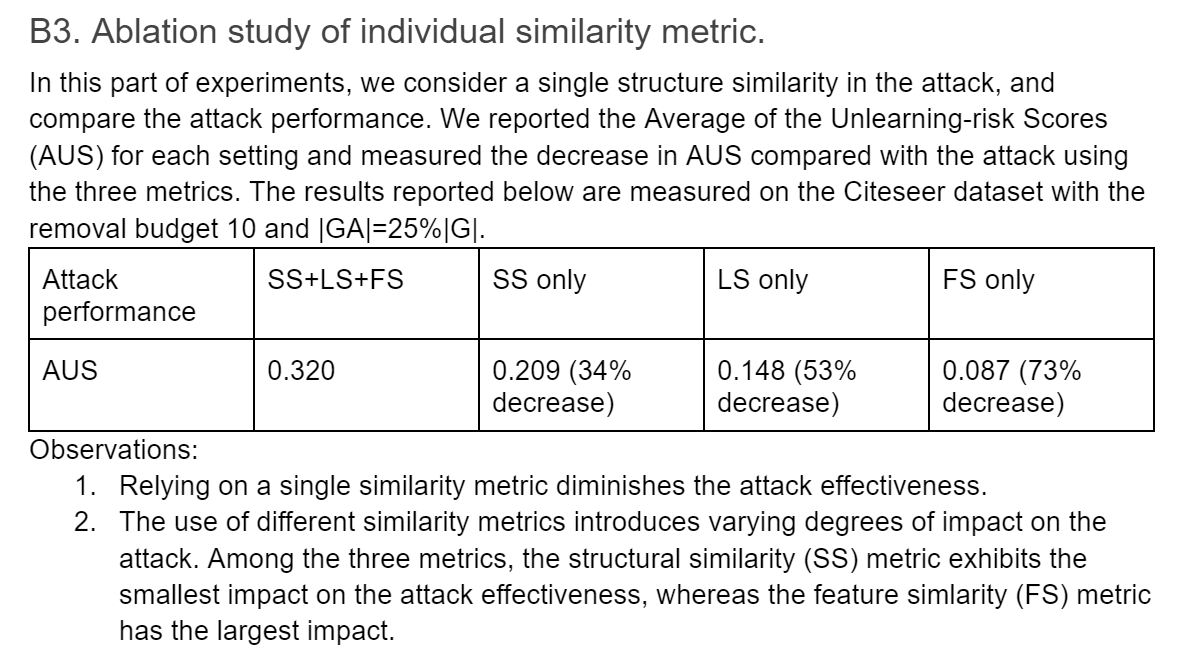 B3. Ablation study of individual similarity metric.
In this part of experiments, we consider a single structure similarity in the attack, and
compare the attack performance. We reported the Average of the Unlearning-risk Scores
(AUS) for each setting and measured the decrease in AUS compared with the attack using
the three metrics. The results reported below are measured on the Citeseer dataset with the
removal budget 10 and |GA|=25%|G|.
Attack performance SS+LS+FS SS only LS only FS only
AUS 0.320 0.209 (34% decrease) 0.148 (53% decrease) 0.087 (73% decrease)
Observations:
1. Relying on a single similarity metric diminishes the attack effectiveness.
2. The use of different similarity metrics introduces varying degrees of impact on the
attack. Among the three metrics, the structural similarity (SS) metric exhibits the
smallest impact on the attack effectiveness, whereas the feature simlarity (FS) metric
has the largest impact.